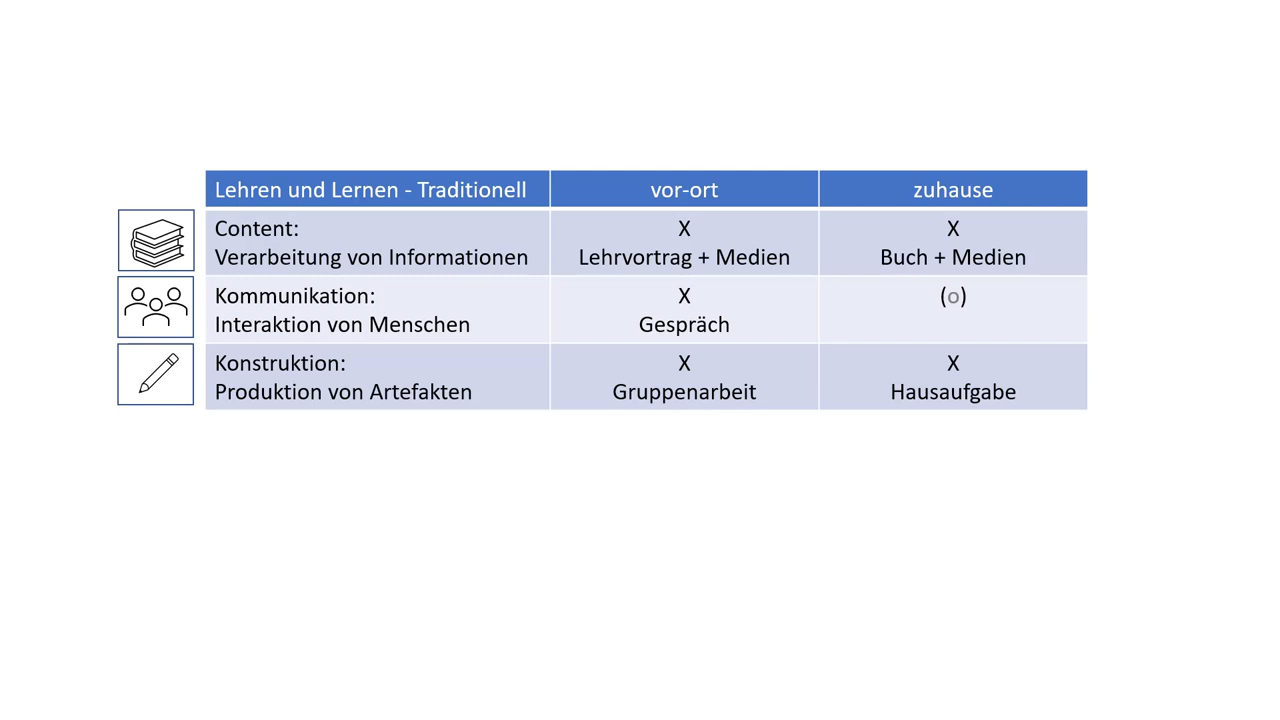 Lehren und Lernen - Traditionell vor-ort zuhause
Content: X X
Verarbeitung von Informationen Lehrvortrag + Medien Buch + Medien
Kommunikation: X (o)
Interaktion von Menschen Gespräch
Konstruktion: X X
Produktion von Artefakten Gruppenarbeit Hausaufgabe